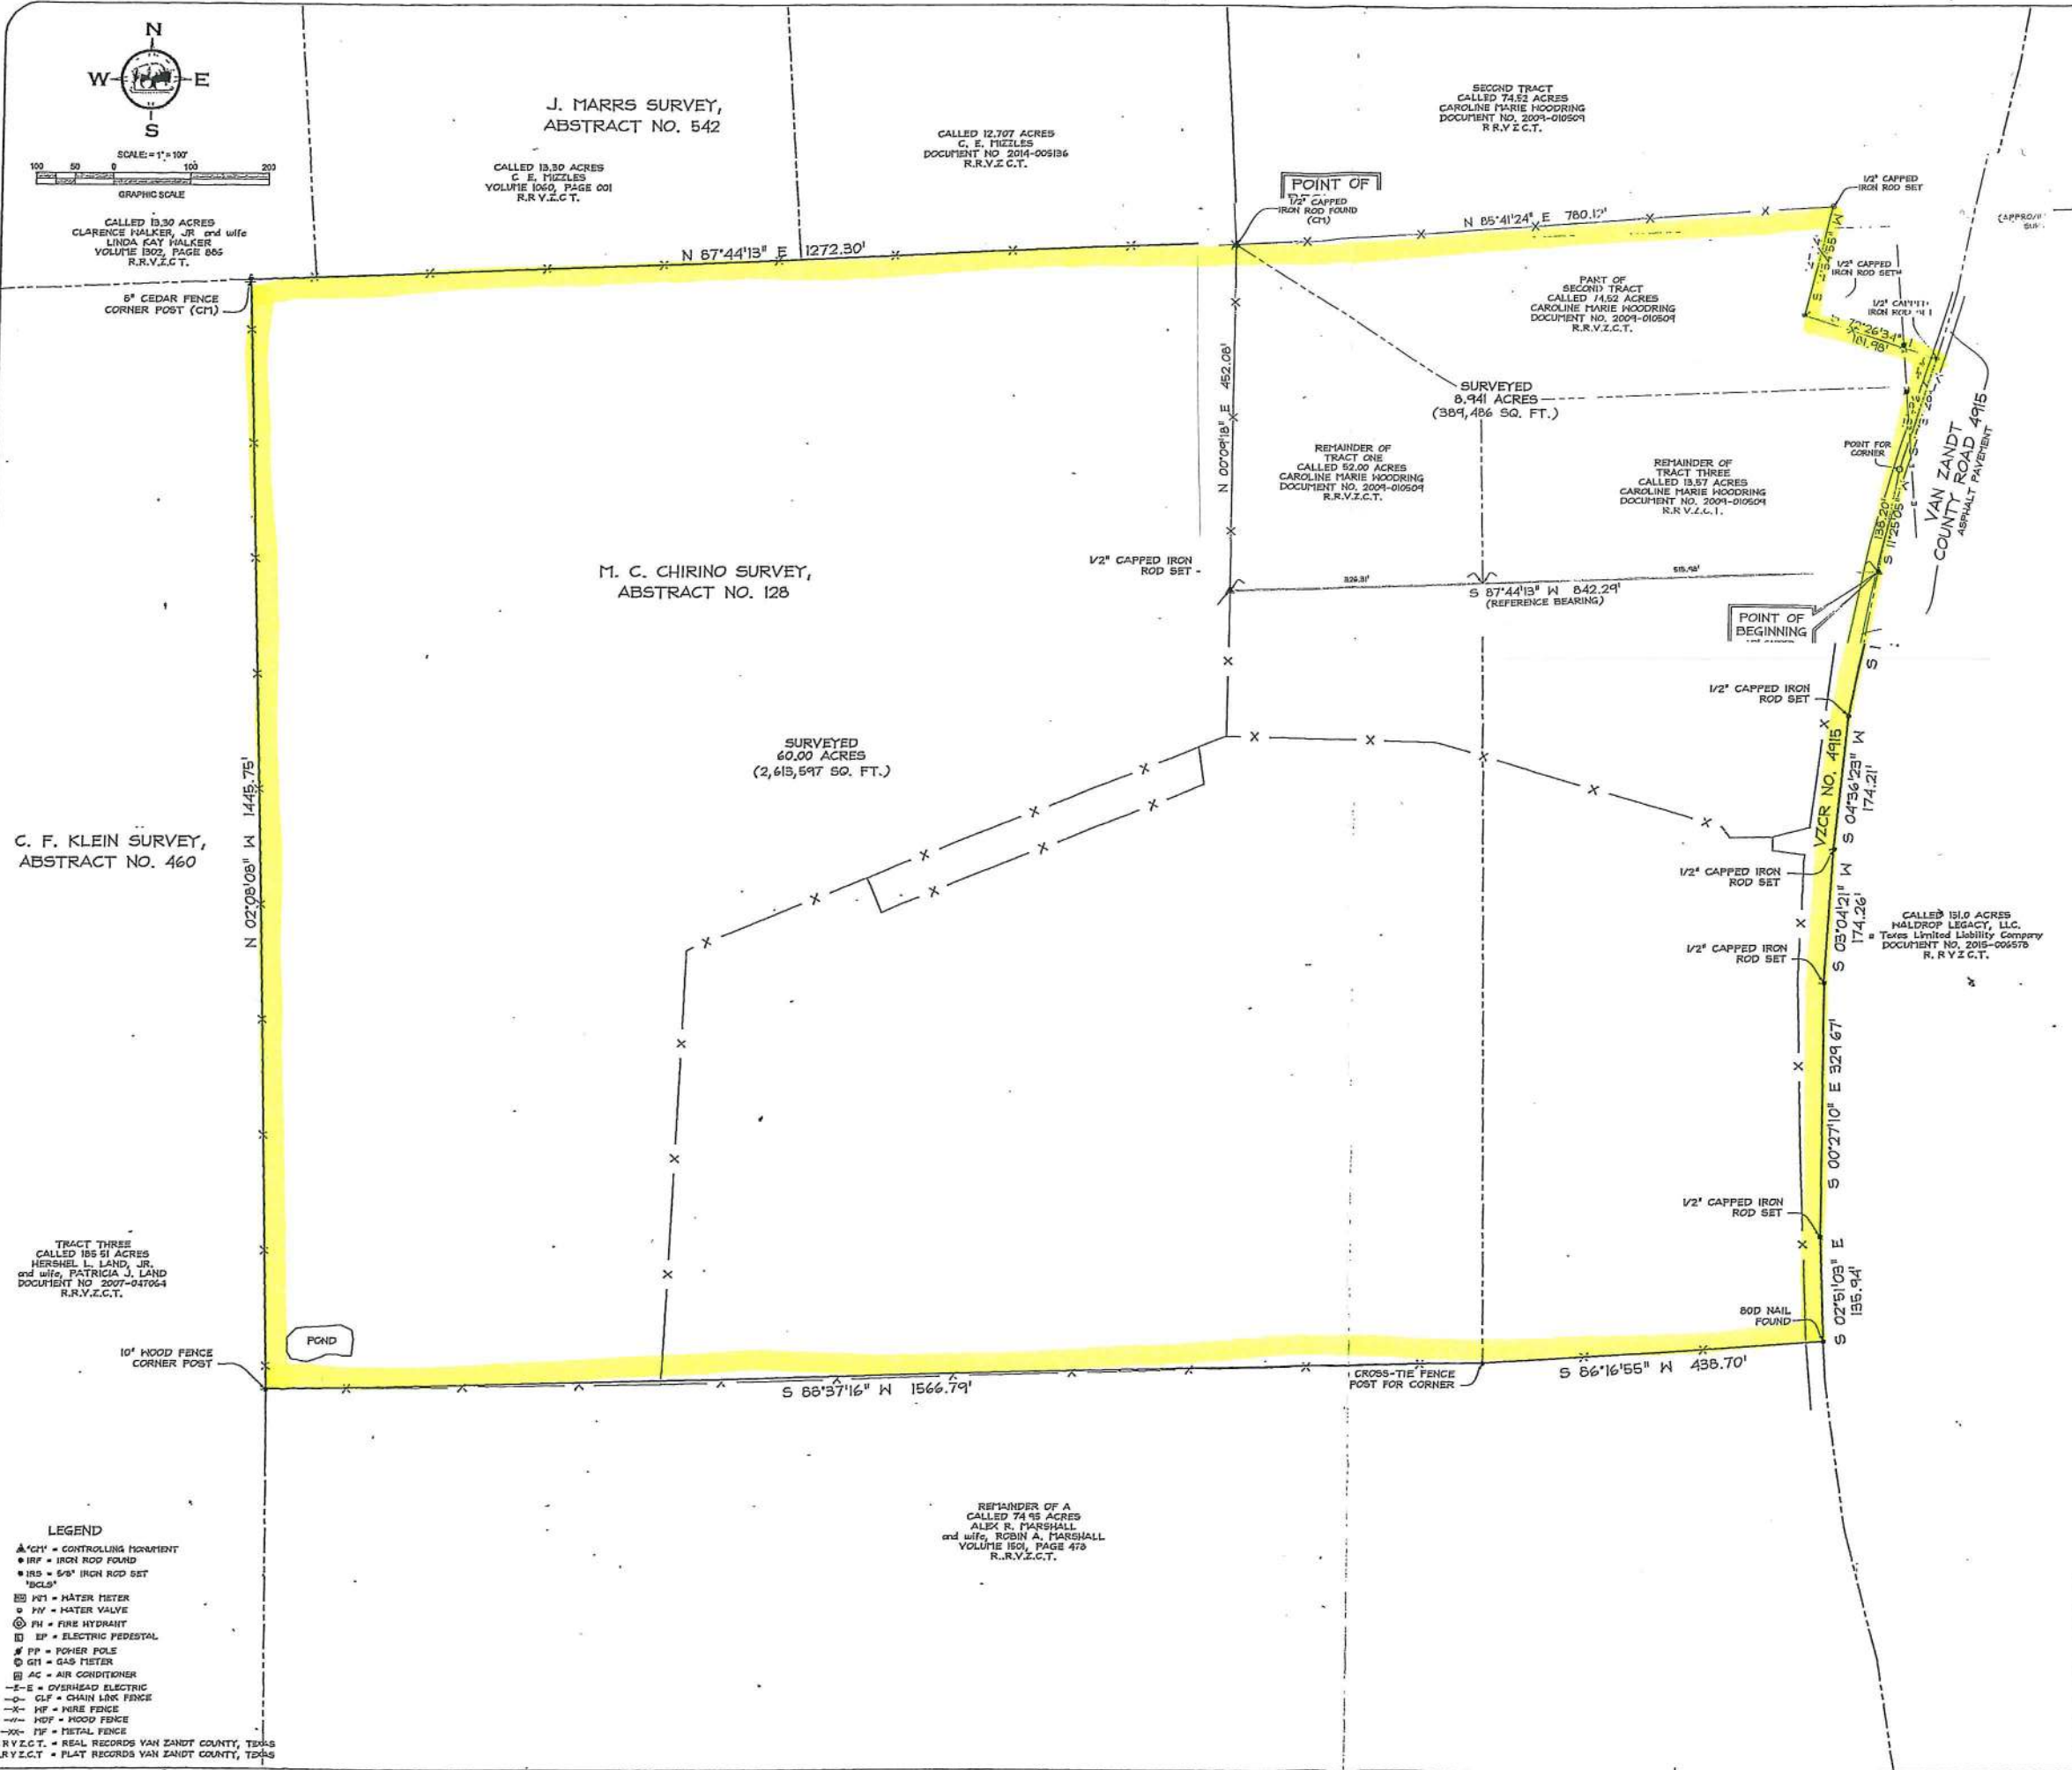 N
W E
S
SCALE: = 1" = 100'
100 50 0 100 200
GRAPHIC SCALE
CALLED 13.30 ACRES
CLARENCE WALKER, JR and wife
LINDA KAY WALKER
VOLUME 1302, PAGE 885
R.R.V.Z.C T.
J. MARRS SURVEY,
ABSTRACT NO. 542
CALLED 13.30 ACRES
C E. MIZZLES
VOLUME 1060, PAGE 001
R.R V.Z.C T.
CALLED 12.707 ACRES
C. E. MIZZLES
DOCUMENT NO 2014-005136
R.R.V.Z C.T.
SECOND TRACT
CALLED 74.52 ACRES
CAROLINE MARIE WOODRING
DOCUMENT NO. 2009-010509
R R.V.Z C.T.
POINT OF
1/2" CAPPED
IRON ROD FOUND
(CM)
1/2" CAPPED
IRON ROD SET
N 87°44'13" E 1272.30'
N 85°41'24" E 780.12'
6" CEDAR FENCE
CORNER POST (CM)
1/2" CAPPED
IRON ROD SET
1/2"
IRON ROD
101.98'
PART OF
SECOND TRACT
CALLED 74.52 ACRES
CAROLINE MARIE WOODRING
DOCUMENT NO. 2009-010509
R.R.V.Z.C.T.
N 00°09'18" E 452.08'
SURVEYED
8.941 ACRES
(389,486 SQ. FT.)
REMAINDER OF
TRACT ONE
CALLED 52.00 ACRES
CAROLINE MARIE WOODRING
DOCUMENT NO. 2009-010509
R.R.V.Z.C.T.
REMAINDER OF
TRACT THREE
CALLED 13.57 ACRES
CAROLINE MARIE WOODRING
DOCUMENT NO. 2009-010509
R.R V.Z.C.T.
POINT FOR
CORNER
VAN ZANDT
COUNTY ROAD 4915
ASPHALT PAVEMENT
138.20'
S 11°25'05"
M. C. CHIRINO SURVEY,
ABSTRACT NO. 128
1/2" CAPPED IRON
ROD SET
326.31' 515.98'
S 87°44'13" W 842.29'
(REFERENCE BEARING)
POINT OF
BEGINNING
1/2" CAPPED IRON
ROD SET
VZCR NO. 4915
S 04°36'23" W
174.21'
SURVEYED
60.00 ACRES
(2,613,597 SQ. FT.)
N 02°08'08" W 1445.75'
C. F. KLEIN SURVEY,
ABSTRACT NO. 460
1/2" CAPPED IRON
ROD SET
S 03°04'21" W
174.26'
CALLED 131.0 ACRES
WALDROP LEGACY, LLC.
a Texas Limited Liability Company
DOCUMENT NO. 2015-006578
R. R V Z C.T.
1/2" CAPPED IRON
ROD SET
S 00°27'10" E 329 67'
1/2" CAPPED IRON
ROD SET
TRACT THREE
CALLED 185 51 ACRES
HERSHEL L. LAND, JR.
and wife, PATRICIA J. LAND
DOCUMENT NO 2007-047064
R.R.V.Z.C.T.
S 02°51'03" E
135.94'
80D NAIL
FOUND
POND
10" WOOD FENCE
CORNER POST
S 88°37'16" W 1566.79'
CROSS-TIE FENCE
POST FOR CORNER
S 86°16'55" W 438.70'
REMAINDER OF A
CALLED 74 95 ACRES
ALEX R. MARSHALL
and wife, ROBIN A. MARSHALL
VOLUME 1501, PAGE 478
R..R.V.Z.C.T.
LEGEND
"CM" = CONTROLLING MONUMENT
IRF = IRON ROD FOUND
IRS = 5/8" IRON ROD SET
"BCLS"
WM = WATER METER
WV = WATER VALVE
FH = FIRE HYDRANT
EP = ELECTRIC PEDESTAL
PP = POWER POLE
GM = GAS METER
AC = AIR CONDITIONER
-E-E = OVERHEAD ELECTRIC
CLF = CHAIN LINK FENCE
-X- WF = WIRE FENCE
-//- WDF = WOOD FENCE
-XX- MF = METAL FENCE
R V Z.C T. = REAL RECORDS VAN ZANDT COUNTY, TEXAS
R V Z.C.T = PLAT RECORDS VAN ZANDT COUNTY, TEXAS